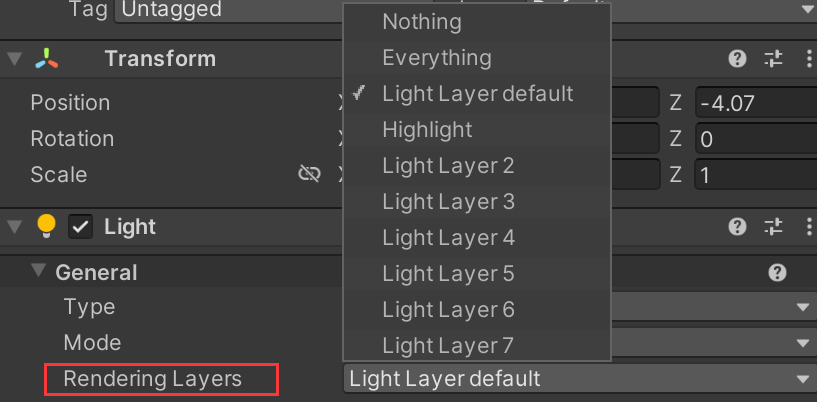 Tag Untagged
Nothing
Everything
Transform
Light Layer default
Position Z -4.07
Highlight
Rotation Z 0
Light Layer 2
Scale Z 1
Light Layer 3
Light
Light Layer 4
General
Light Layer 5
Type
Light Layer 6
Mode
Light Layer 7
Rendering Layers Light Layer default